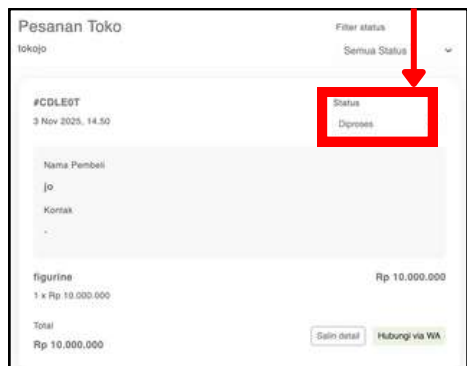 Pesanan Toko
Filter status
tokojo
Semua Status
#CDLE0T
Status
3 Nov 2025, 14.50
Diproses
Nama Pembeli
jo
Kontak
-
figurine
Rp 10.000.000
1 x Rp 10.000.000
Total
Rp 10.000.000
Salin detail
Hubungi via WA